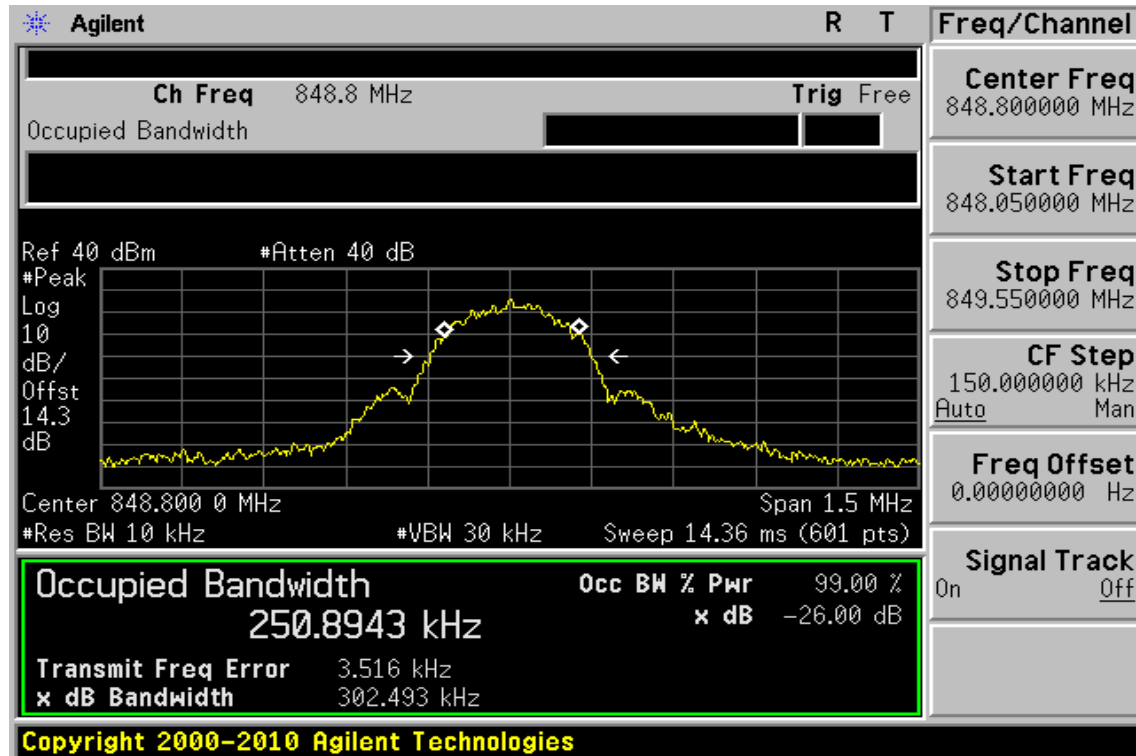 Agilent R T Freq/Channel
Ch Freq 848.8 MHz Trig Free
Occupied Bandwidth
Center Freq
848.800000 MHz
Start Freq
848.050000 MHz
Stop Freq
849.550000 MHz
CF Step
150.000000 kHz
Auto Man
Freq Offset
0.00000000 Hz
Signal Track
On Off
Ref 40 dBm #Atten 40 dB
#Peak
Log
10
dB/
Offst
14.3
dB
Center 848.800 0 MHz Span 1.5 MHz
#Res BW 10 kHz #VBW 30 kHz Sweep 14.36 ms (601 pts)
Occupied Bandwidth Occ BW % Pwr 99.00 %
250.8943 kHz x dB -26.00 dB
Transmit Freq Error 3.516 kHz
x dB Bandwidth 302.493 kHz
Copyright 2000-2010 Agilent Technologies